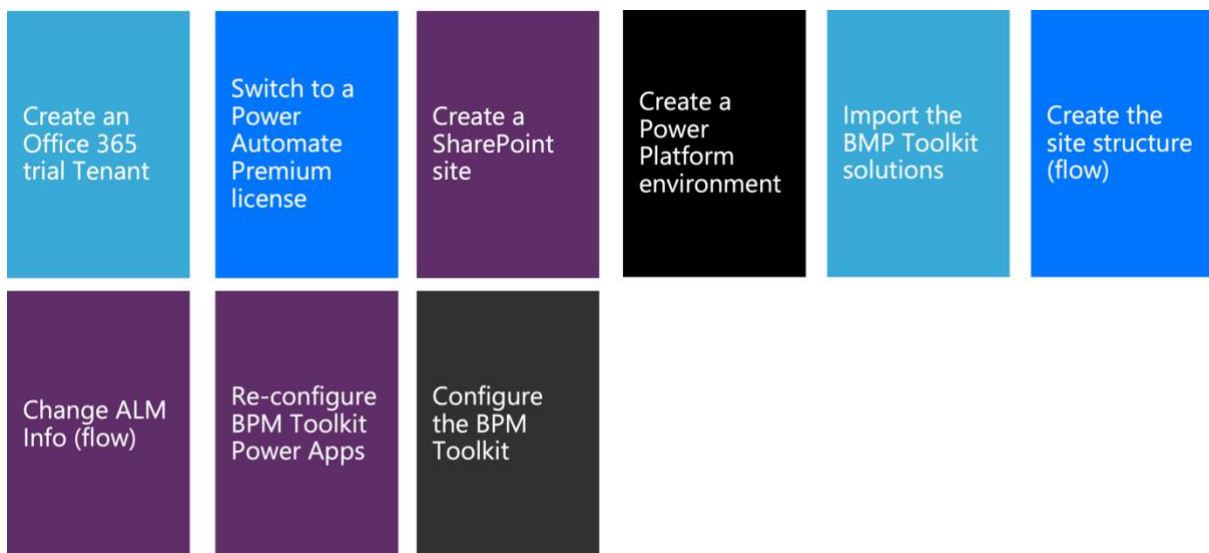 Create an
Office 365
trial Tenant
Switch to a
Power
Automate
Premium
license
Create a
SharePoint
site
Create a
Power
Platform
environment
Import the
BMP Toolkit
solutions
Create the
site structure
(flow)
Change ALM
Info (flow)
Re-configure
BPM Toolkit
Power Apps
Configure
the BPM
Toolkit